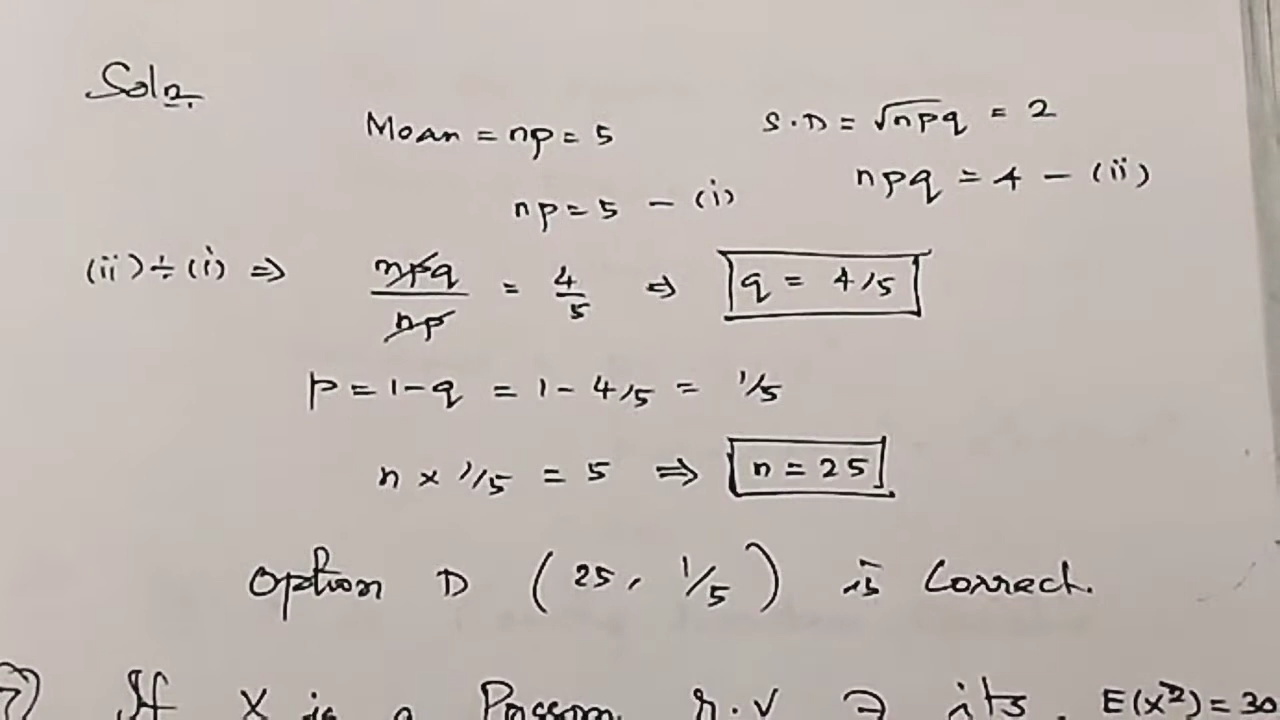 Soln.
Mean = np = 5
S.D = √npq = 2
np = 5 – (i)
npq = 4 – (ii)
(ii) ÷ (i) ⇒ npq/np = 4/5 ⇒ q = 4/5
p = 1 – q = 1 – 4/5 = 1/5
n × 1/5 = 5 ⇒ n = 25
Option D (25, 1/5) is Correct.
7) If X is a Poisson r.v ∋ its E(X²) = 30